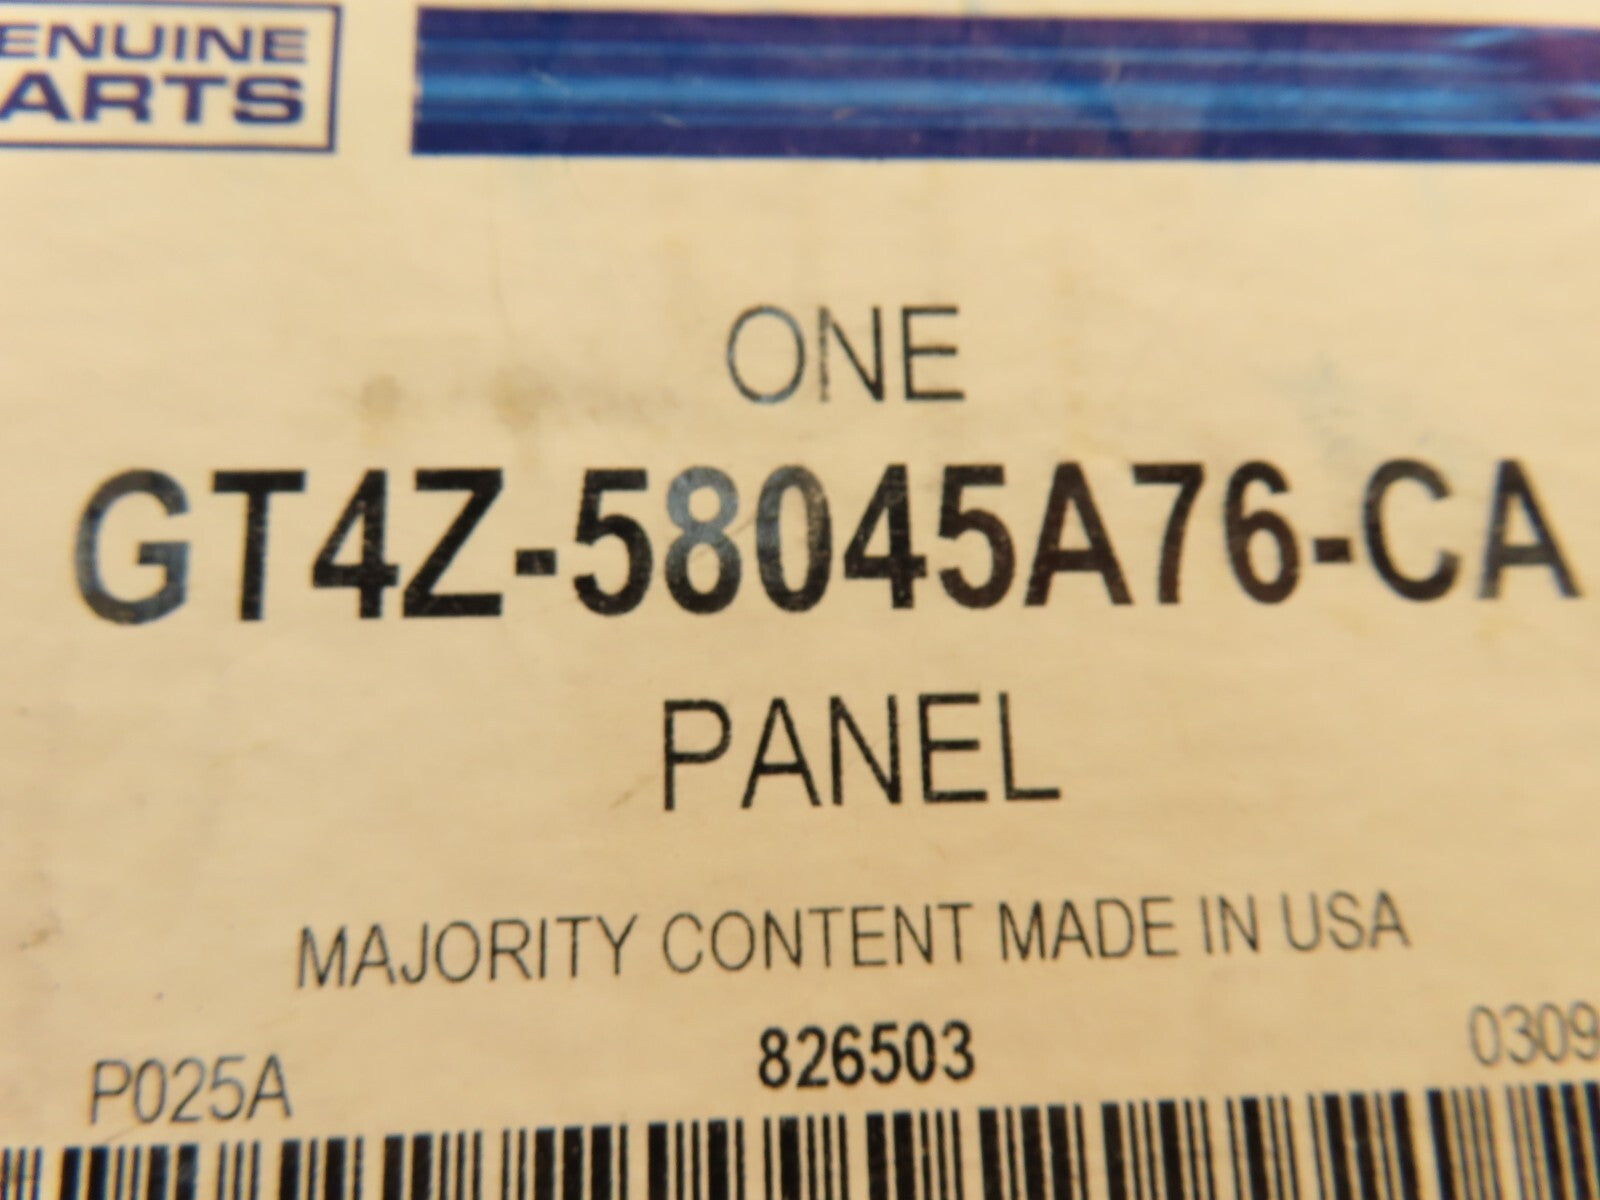 ENUINE
ARTS
ONE
GT4Z-58045A76-CA
PANEL
MAJORITY CONTENT MADE IN USA
826503
P025A
0309